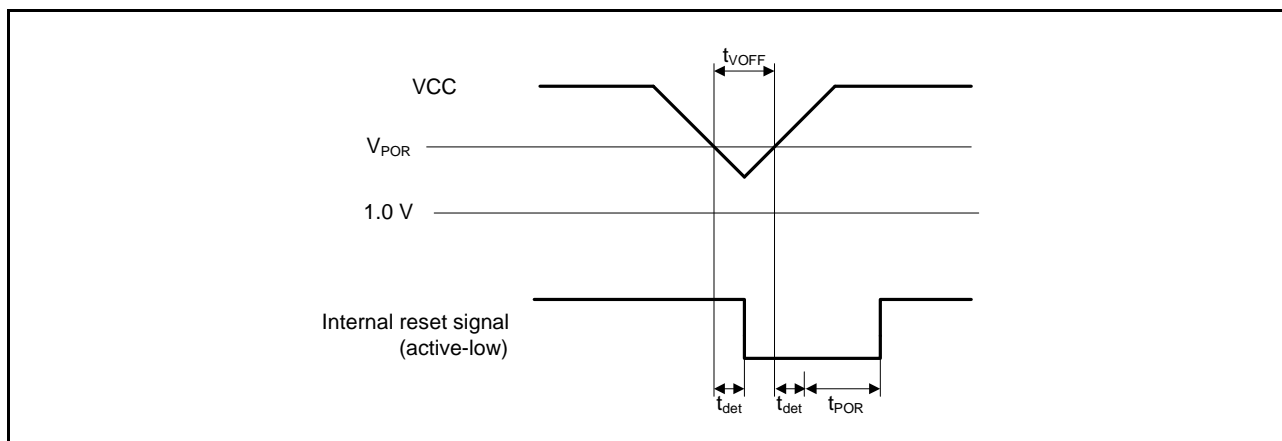 tVOFF
VCC
VPOR
1.0 V
Internal reset signal
(active-low)
tdet
tdet
tPOR